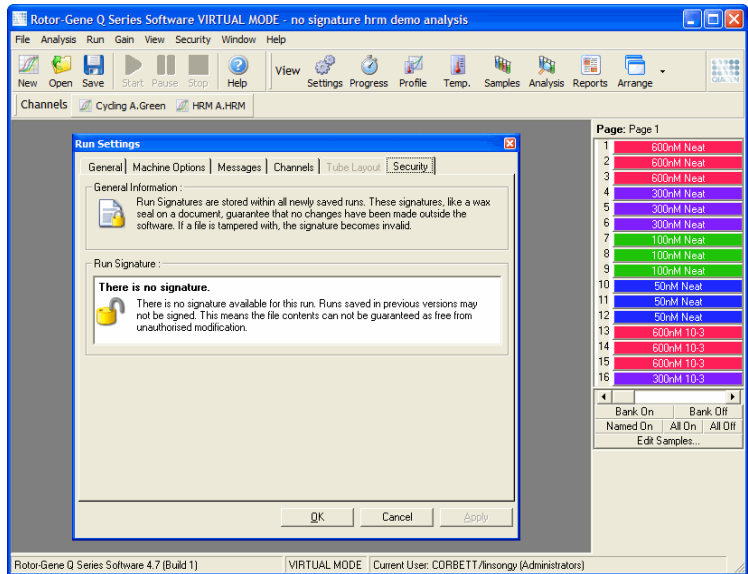 Rotor-Gene Q Series Software VIRTUAL MODE - no signature hrm demo analysis
File Analysis Run Gain View Security Window Help
New Open Save Start Pause Stop Help View Settings Progress Profile Temp. Samples Analysis Reports Arrange
Channels Cycling A.Green HRM A.HRM
Page: Page 1
Run Settings
General Machine Options Messages Channels Tube Layout Security
General Information :
Run Signatures are stored within all newly saved runs. These signatures, like a wax
seal on a document, guarantee that no changes have been made outside the
software. If a file is tampered with, the signature becomes invalid.
Run Signature :
There is no signature.
There is no signature available for this run. Runs saved in previous versions may
not be signed. This means the file contents can not be guaranteed as free from
unauthorised modification.
OK Cancel Apply
1 600nM Neat
2 600nM Neat
3 600nM Neat
4 300nM Neat
5 300nM Neat
6 300nM Neat
7 100nM Neat
8 100nM Neat
9 100nM Neat
10 50nM Neat
11 50nM Neat
12 50nM Neat
13 600nM 10-3
14 600nM 10-3
15 600nM 10-3
16 300nM 10-3
Bank On Bank Off
Named On All On All Off
Edit Samples...
Rotor-Gene Q Series Software 4.7 (Build 1) VIRTUAL MODE Current User: CORBETT/linsongy (Administrators)